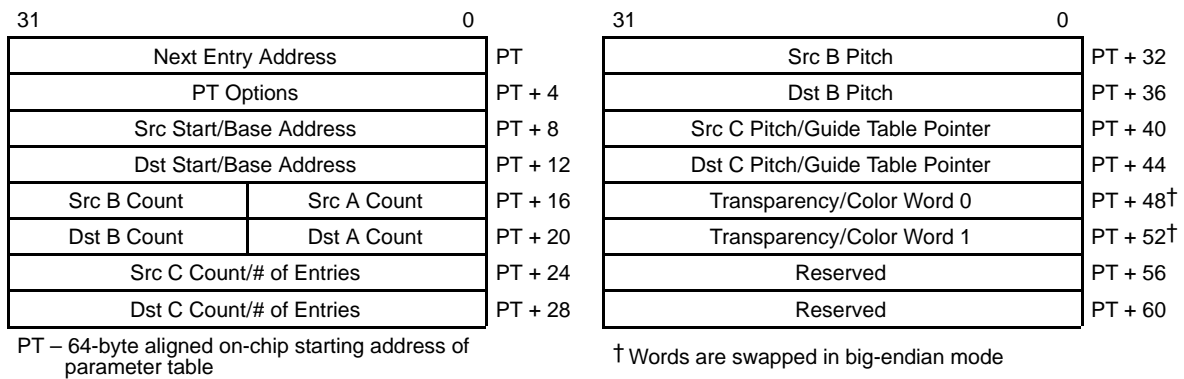 31 0
Next Entry Address PT
PT Options PT + 4
Src Start/Base Address PT + 8
Dst Start/Base Address PT + 12
Src B Count Src A Count PT + 16
Dst B Count Dst A Count PT + 20
Src C Count/# of Entries PT + 24
Dst C Count/# of Entries PT + 28
PT – 64-byte aligned on-chip starting address of
parameter table
31 0
Src B Pitch PT + 32
Dst B Pitch PT + 36
Src C Pitch/Guide Table Pointer PT + 40
Dst C Pitch/Guide Table Pointer PT + 44
Transparency/Color Word 0 PT + 48†
Transparency/Color Word 1 PT + 52†
Reserved PT + 56
Reserved PT + 60
† Words are swapped in big-endian mode